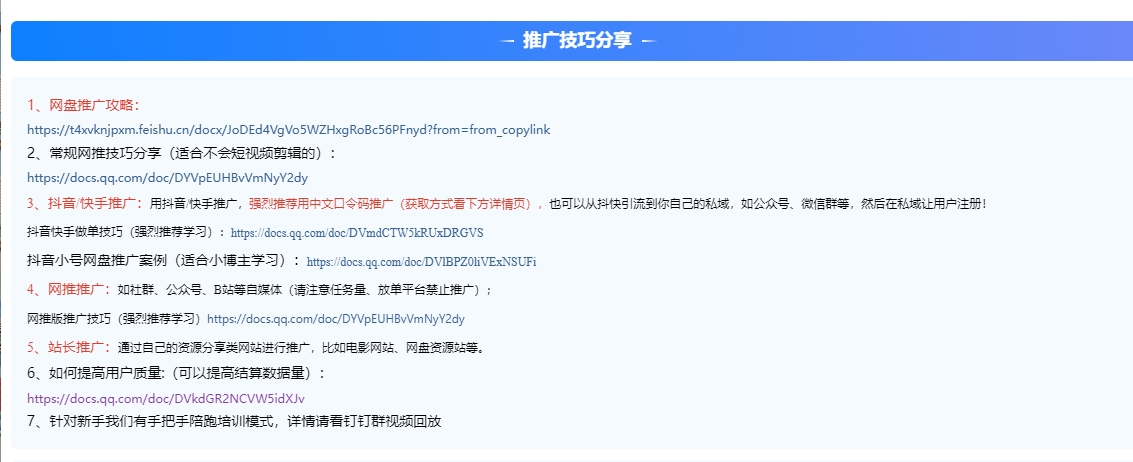 推广技巧分享
1、网盘推广攻略：
https://t4xvknjpxm.feishu.cn/docx/JoDEd4VgVo5WZHxgRoBc56PFnyd?from=from_copylink
2、常规网推技巧分享（适合不会短视频剪辑的）：
https://docs.qq.com/doc/DYVpEUHBvVmNyY2dy
3、抖音/快手推广：用抖音/快手推广，强烈推荐用中文口令码推广（获取方式看下方详情页），也可以从抖快引流到你自己的私域，如公众号、微信群等，然后在私域让用户注册！
抖音快手做单技巧（强烈推荐学习）：https://docs.qq.com/doc/DVmdCTW5kRUxDRGVS
抖音小号网盘推广案例（适合小博主学习）：https://docs.qq.com/doc/DVlBPZ0liVExNSUFi
4、网推推广：如社群、公众号、B站等自媒体（请注意任务量、放单平台禁止推广）；
网推版推广技巧（强烈推荐学习）https://docs.qq.com/doc/DYVpEUHBvVmNyY2dy
5、站长推广：通过自己的资源分享类网站进行推广，比如电影网站、网盘资源站等。
6、如何提高用户质量:（可以提高结算数据量）：
https://docs.qq.com/doc/DVkdGR2NCVW5idXJv
7、针对新手我们有手把手陪跑培训模式，详情请看钉钉群视频回放